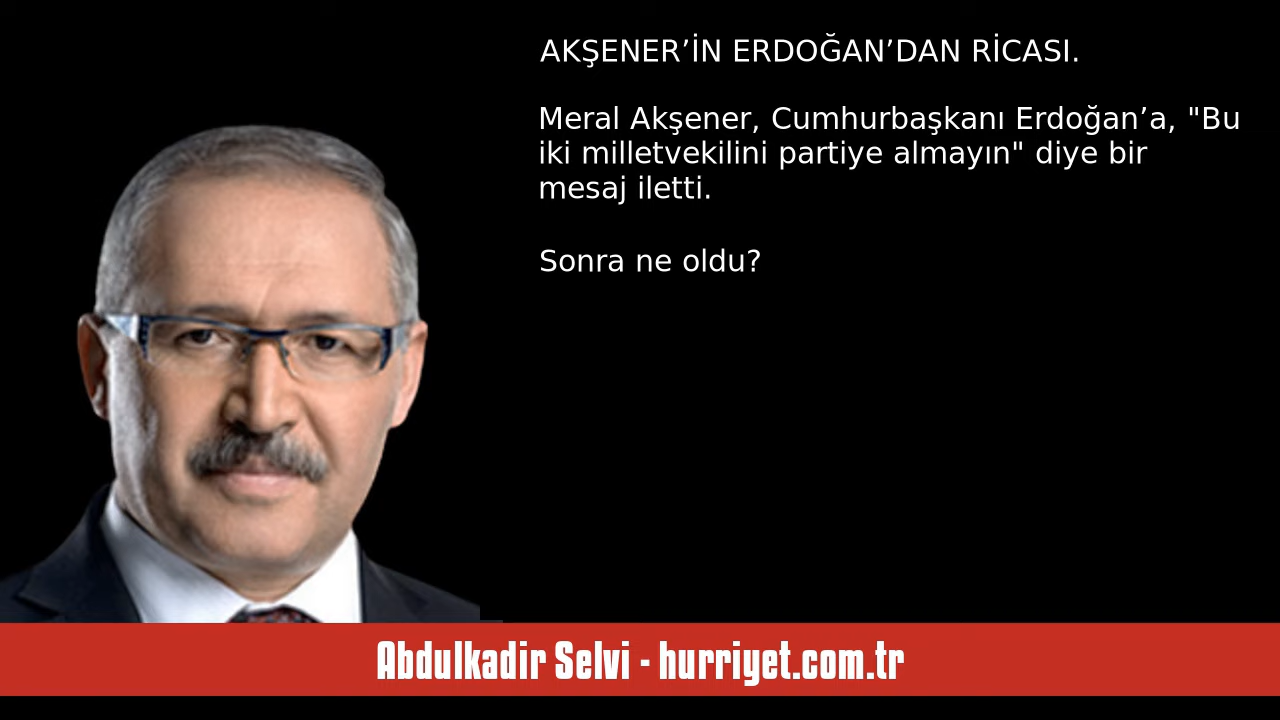 AKŞENER’İN ERDOĞAN’DAN RİCASI.
Meral Akşener, Cumhurbaşkanı Erdoğan’a, "Bu
iki milletvekilini partiye almayın" diye bir
mesaj iletti.
Sonra ne oldu?
Abdulkadir Selvi - hurriyet.com.tr